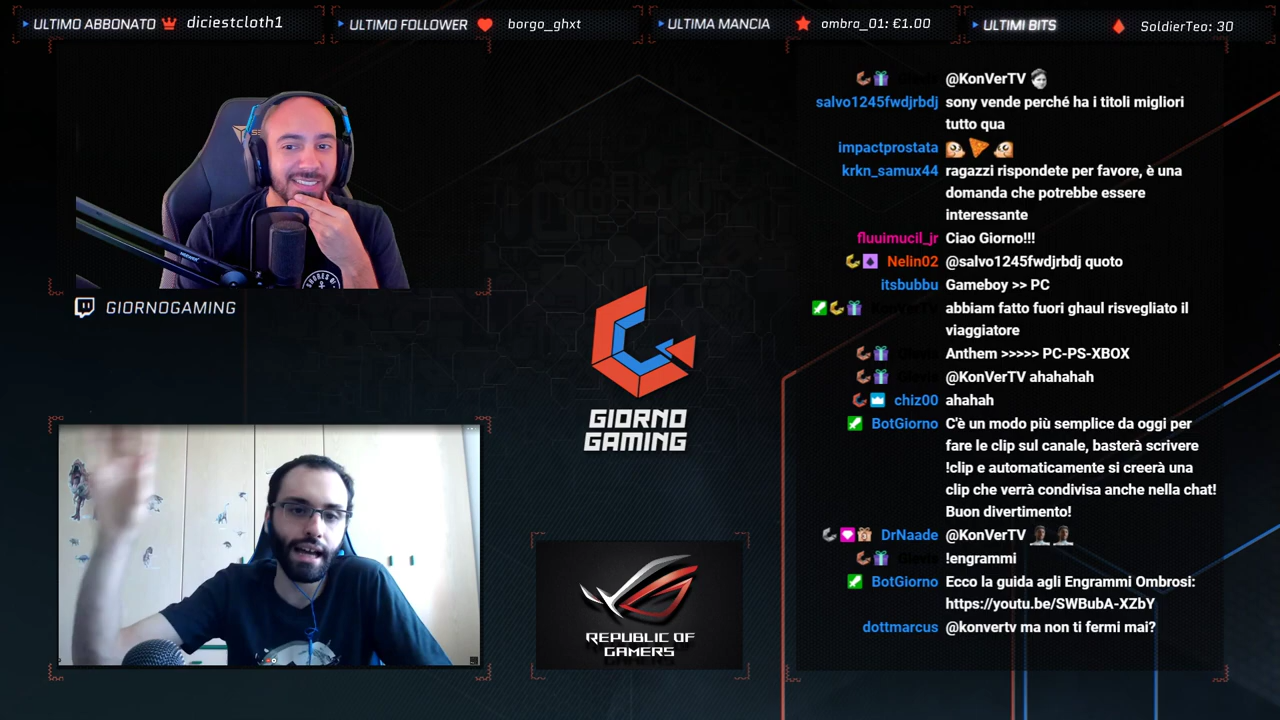 ULTIMO ABBONATO diciestcloth1
ULTIMO FOLLOWER borgo_ghxt
ULTIMA MANCIA ombra_01: €1.00
ULTIMI BITS SoldierTea: 30
@KonVerTV
salvo1245fwdjrbdj sony vende perché ha i titoli migliori
tutto qua
impactprostata
krkn_samux44 ragazzi rispondete per favore, è una
domanda che potrebbe essere
interessante
fluuimucil_jr Ciao Giorno!!!
Nelin02 @salvo1245fwdjrbdj quoto
itsbubbu Gameboy >> PC
KonVerTV abbiam fatto fuori ghaul risvegliato il
viaggiatore
Anthem >>>>> PC-PS-XBOX
@KonVerTV ahahahah
chiz00 ahahah
BotGiorno C'è un modo più semplice da oggi per
fare le clip sul canale, basterà scrivere
!clip e automaticamente si creerà una
clip che verrà condivisa anche nella chat!
Buon divertimento!
DrNaade @KonVerTV
!engrammi
BotGiorno Ecco la guida agli Engrammi Ombrosi:
https://youtu.be/SWBubA-XZbY
dottmarcus @konvertv ma non ti fermi mai?
GIORNOGAMING
GIORNO
GAMING
REPUBLIC OF
GAMERS